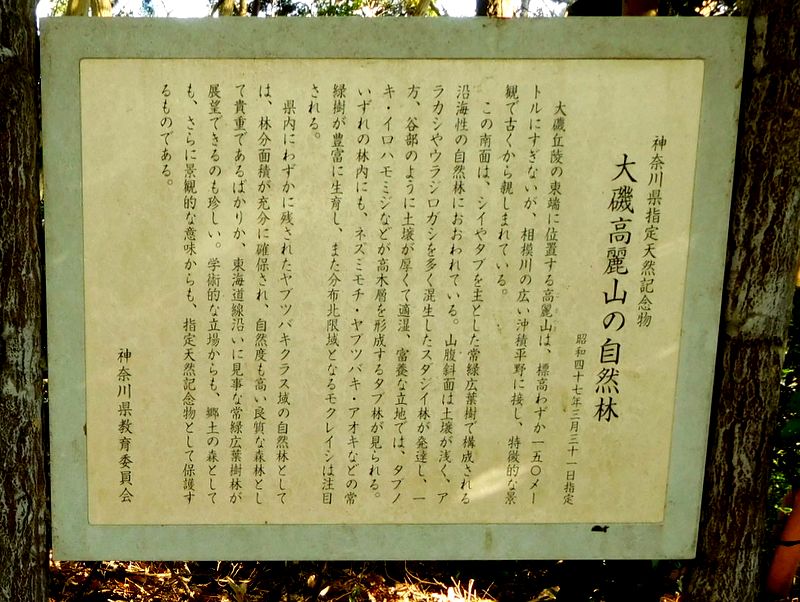 神奈川県指定天然記念物
大磯高麗山の自然林
昭和四十七年三月三十一日指定
大磯丘陵の東端に位置する高麗山は、標高わずか一五〇メー
トルにすぎないが、相模川の広い沖積平野に接し、特徴的な景
観で古くから親しまれている。
この南面は、シイやタブを主とした常緑広葉樹で構成される
沿海性の自然林におおわれている。山腹斜面は土壌が浅く、ア
ラカシやウラジロガシを多く混生したスダジイ林が発達し、一
方、谷部のように土壌が厚くて適湿、富養な立地では、タブノ
キ・イロハモミジなどが高木層を形成するタブ林が見られる。
いずれの林内にも、ネズミモチ・ヤブツバキ・アオキなどの常
緑樹が豊富に生育し、また分布北限域となるモクレイシは注目
される。
県内にわずかに残されたヤブツバキクラス域の自然林として
は、林分面積が充分に確保され、自然度も高い良質な森林とし
て貴重であるばかりか、東海道線沿いに見事な常緑広葉樹林が
展望できるのも珍しい。学術的な立場からも、郷土の森として
も、さらに景観的な意味からも、指定天然記念物として保護す
るものである。
神奈川県教育委員会